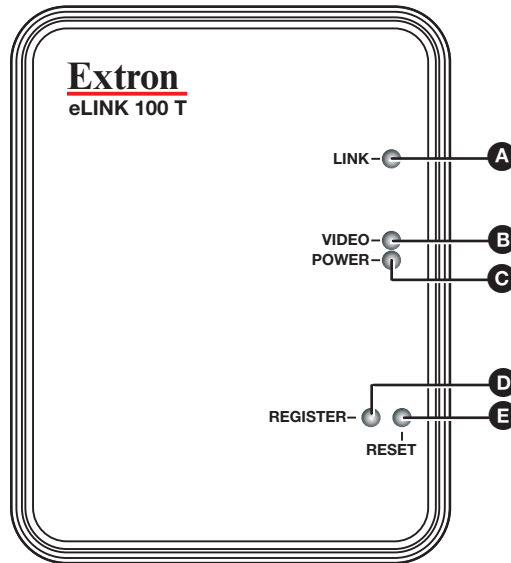 Extron
eLINK 100 T
LINK
A
VIDEO
B
POWER
C
D
REGISTER
E
RESET